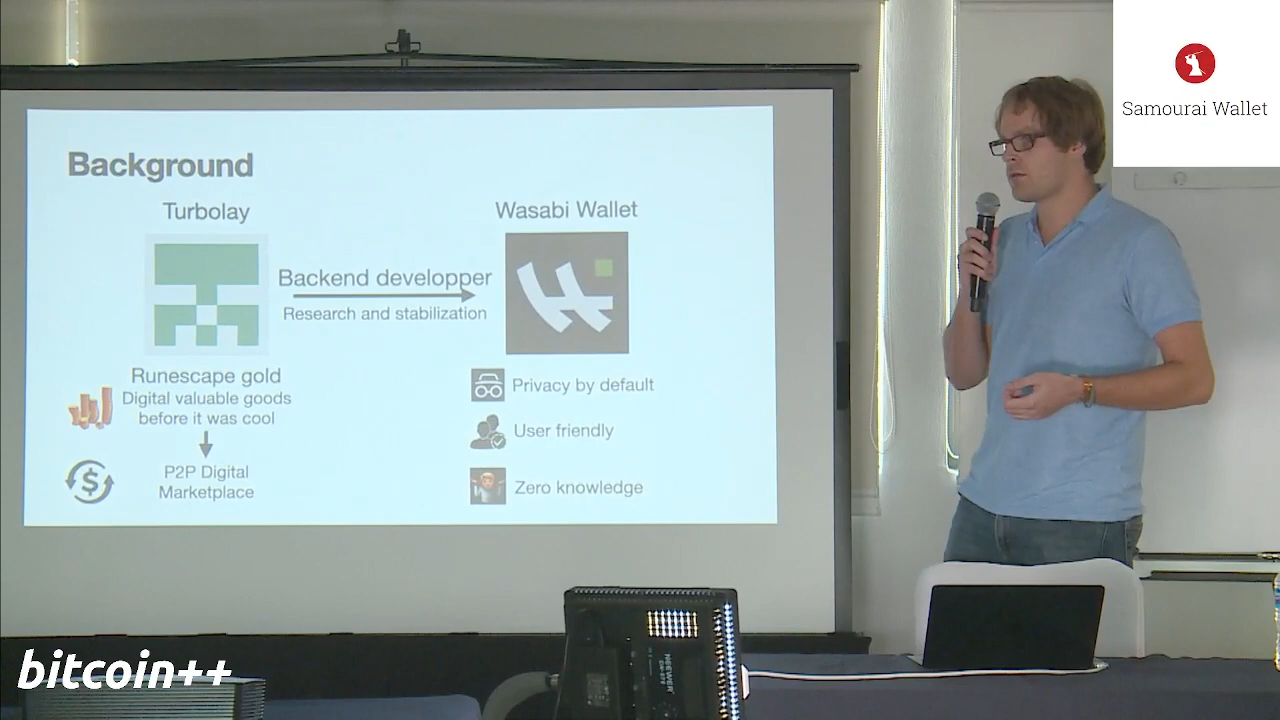 Samourai Wallet
Background
Turbolay
Wasabi Wallet
Backend developper
Research and stabilization
Runescape gold
Digital valuable goods
before it was cool
P2P Digital
Marketplace
Privacy by default
User friendly
Zero knowledge
NEEWER
bitcoin++